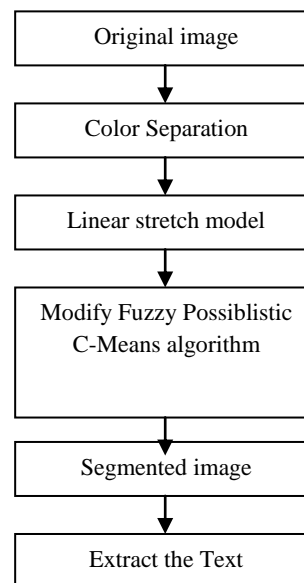 Original image
Color Separation
Linear stretch model
Modify Fuzzy Possiblistic
C-Means algorithm
Segmented image
Extract the Text